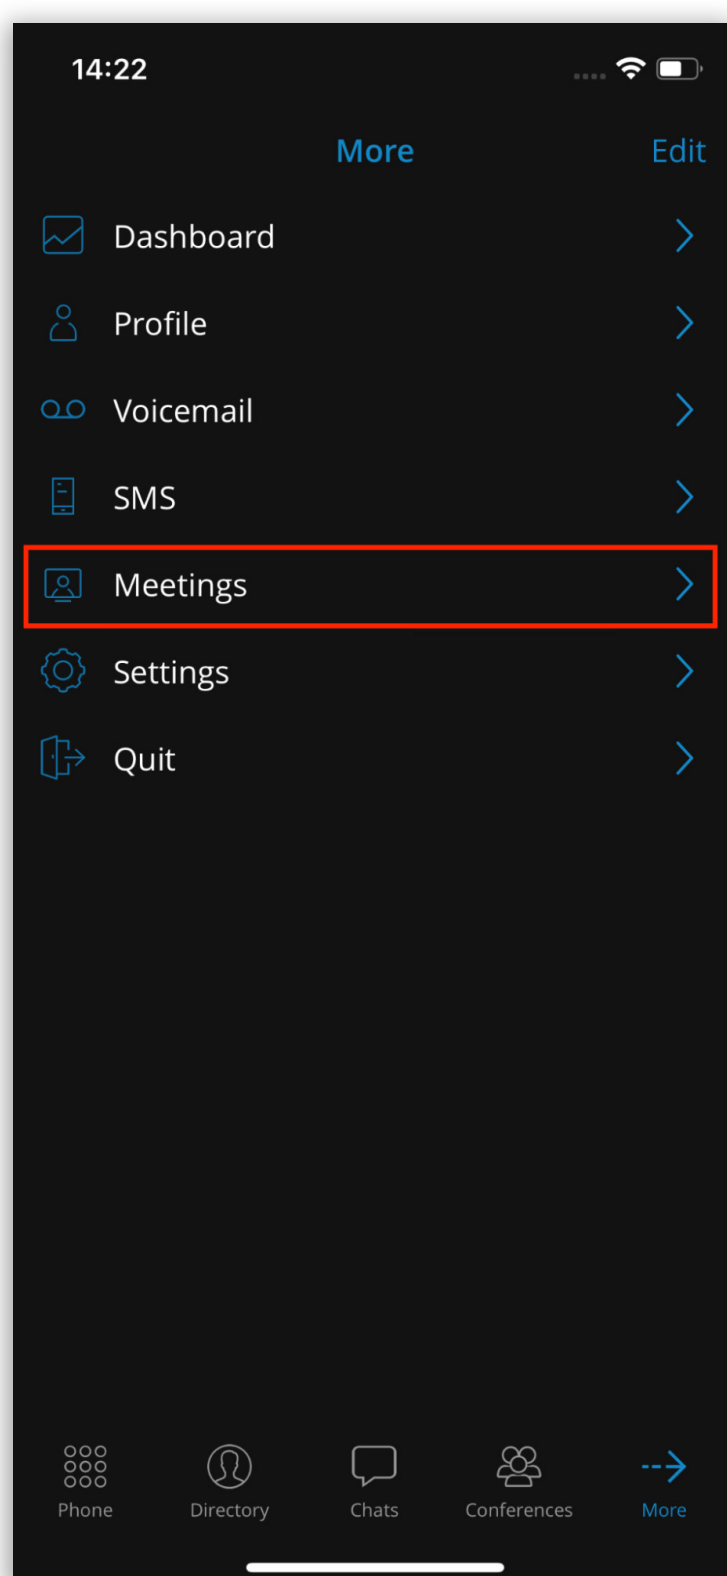 14:22
More Edit
Dashboard
Profile
Voicemail
SMS
Meetings
Settings
Quit
Phone Directory Chats Conferences More